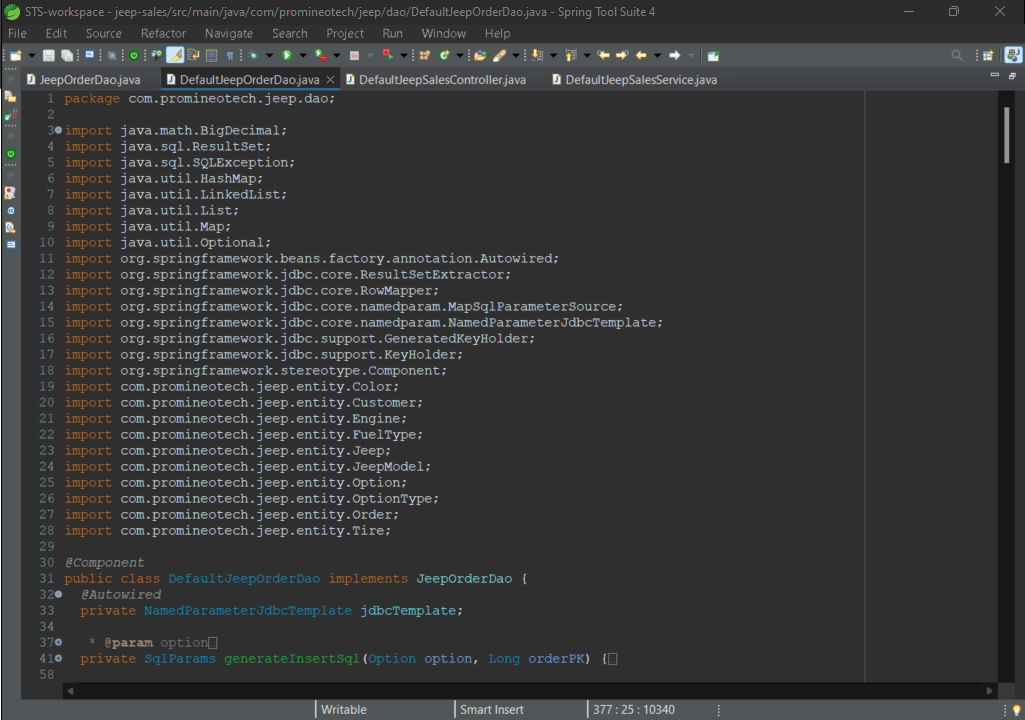 STS-workspace - jeep-sales/src/main/java/com/promineotech/jeep/dao/DefaultJeepOrderDao.java - Spring Tool Suite 4
File Edit Source Refactor Navigate Search Project Run Window Help
JeepOrderDao.java DefaultJeepOrderDao.java DefaultJeepSalesController.java DefaultJeepSalesService.java
1 package com.promineotech.jeep.dao;
2
3 import java.math.BigDecimal;
4 import java.sql.ResultSet;
5 import java.sql.SQLException;
6 import java.util.HashMap;
7 import java.util.LinkedList;
8 import java.util.List;
9 import java.util.Map;
10 import java.util.Optional;
11 import org.springframework.beans.factory.annotation.Autowired;
12 import org.springframework.jdbc.core.ResultSetExtractor;
13 import org.springframework.jdbc.core.RowMapper;
14 import org.springframework.jdbc.core.namedparam.MapSqlParameterSource;
15 import org.springframework.jdbc.core.namedparam.NamedParameterJdbcTemplate;
16 import org.springframework.jdbc.support.GeneratedKeyHolder;
17 import org.springframework.jdbc.support.KeyHolder;
18 import org.springframework.stereotype.Component;
19 import com.promineotech.jeep.entity.Color;
20 import com.promineotech.jeep.entity.Customer;
21 import com.promineotech.jeep.entity.Engine;
22 import com.promineotech.jeep.entity.FuelType;
23 import com.promineotech.jeep.entity.Jeep;
24 import com.promineotech.jeep.entity.JeepModel;
25 import com.promineotech.jeep.entity.Option;
26 import com.promineotech.jeep.entity.OptionType;
27 import com.promineotech.jeep.entity.Order;
28 import com.promineotech.jeep.entity.Tire;
29
30 @Component
31 public class DefaultJeepOrderDao implements JeepOrderDao {
32 @Autowired
33 private NamedParameterJdbcTemplate jdbcTemplate;
34
37 * @param option
41 private SqlParams generateInsertSql(Option option, Long orderPK) {
58
Writable Smart Insert 377 : 25 : 10340